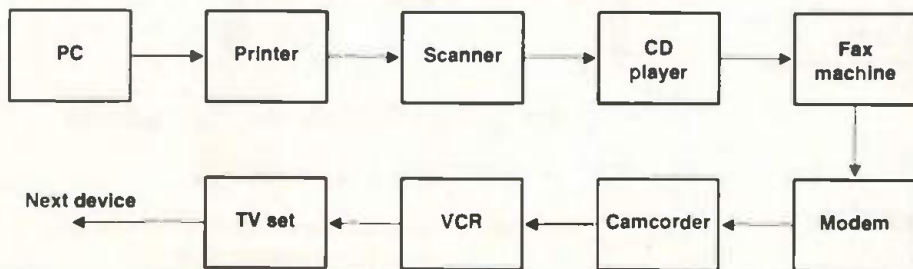 PC
Printer
Scanner
CD
player
Fax
machine
Next device
TV set
VCR
Camcorder
Modem